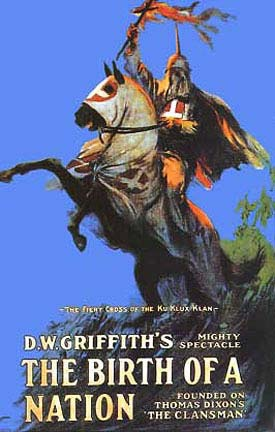 –THE FIERY CROSS OF THE KU KLUX KLAN–
D.W. GRIFFITH'S MIGHTY SPECTACLE
THE BIRTH OF A NATION
FOUNDED ON THOMAS DIXON'S 'THE CLANSMAN'